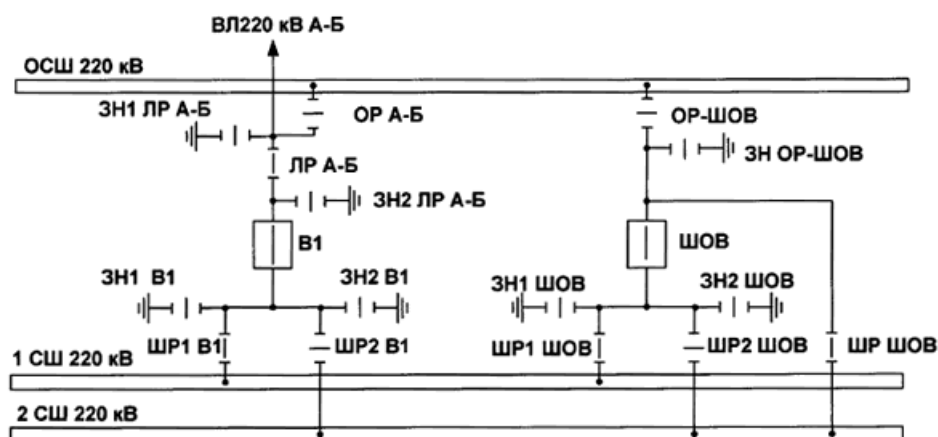 ВЛ220 кВ А-Б
ОСШ 220 кВ
ЗН1 ЛР А-Б
ОР А-Б
ОР-ШОВ
ЗН ОР-ШОВ
ЛР А-Б
ЗН2 ЛР А-Б
В1
ШОВ
ЗН1 В1
ЗН2 В1
ЗН1 ШОВ
ЗН2 ШОВ
ШР1 В1
ШР2 В1
ШР1 ШОВ
ШР2 ШОВ
ШР ШОВ
1 СШ 220 кВ
2 СШ 220 кВ